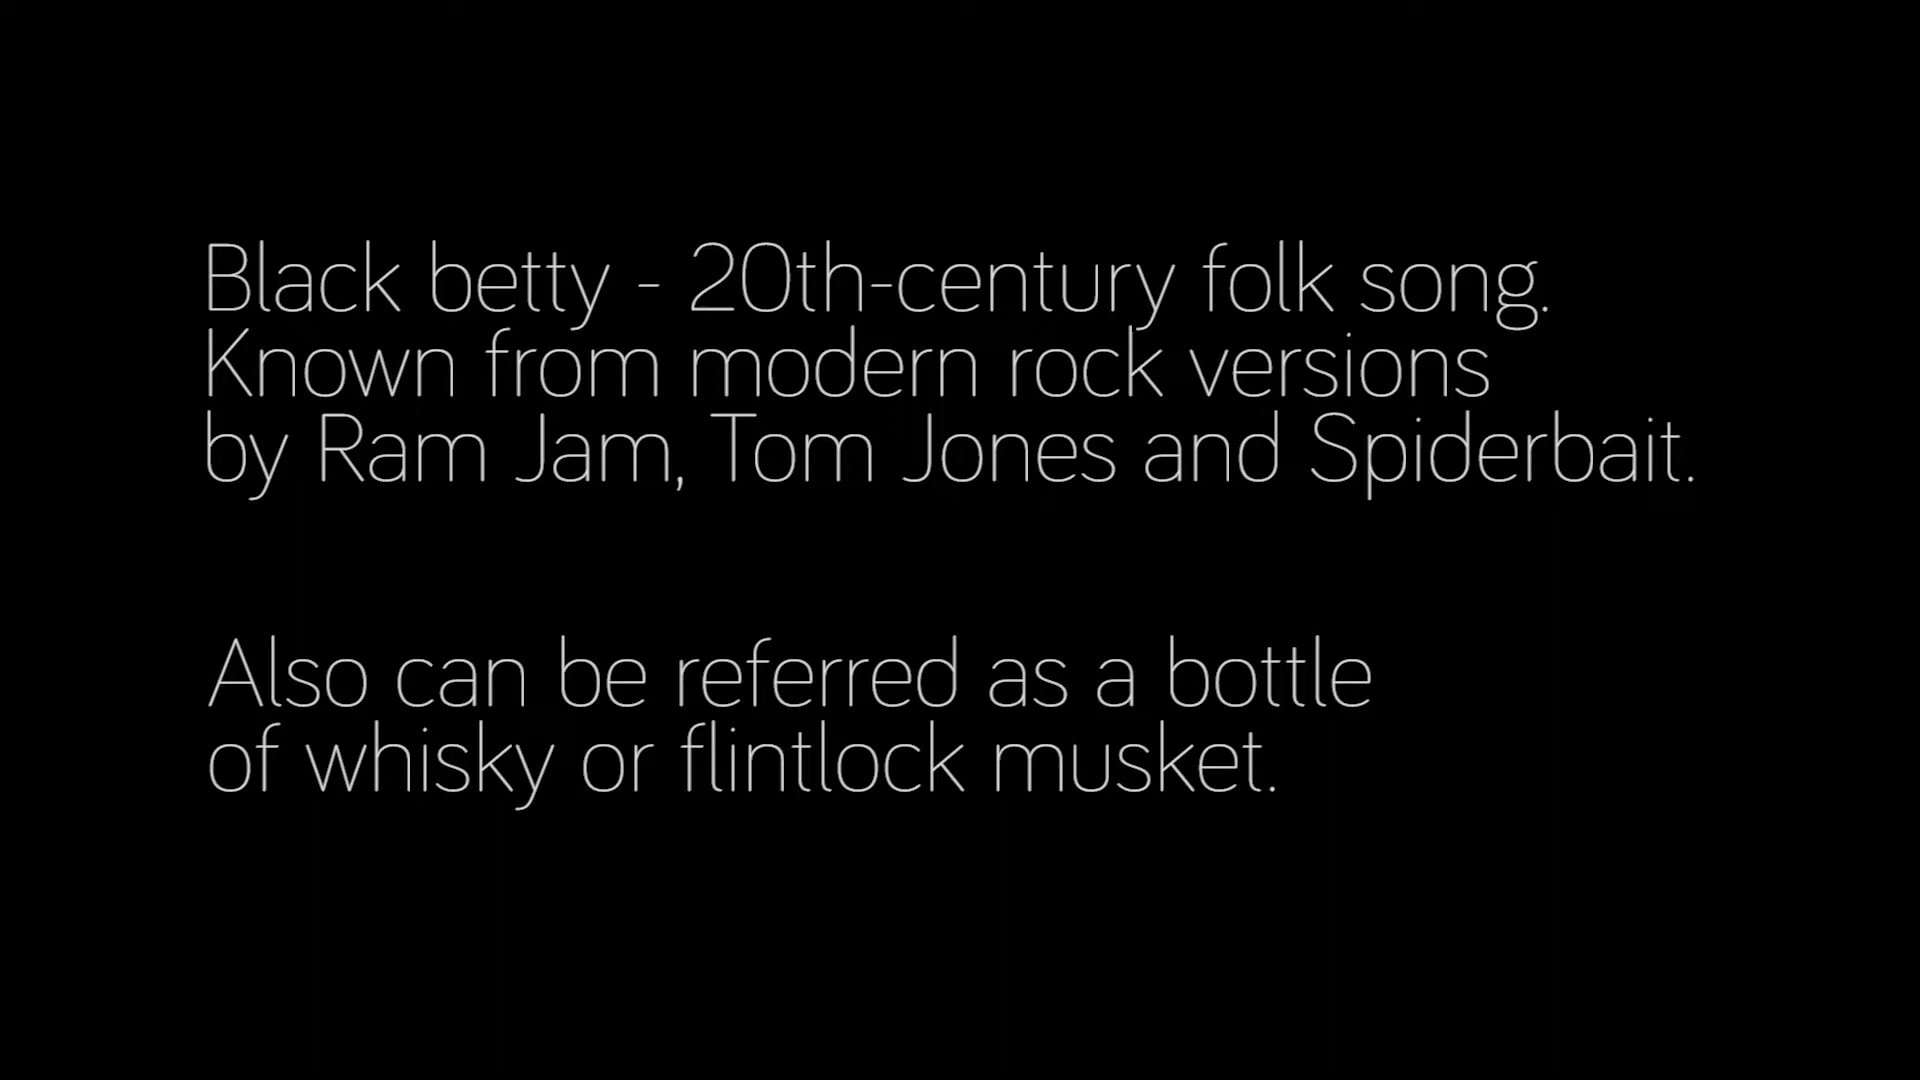 Black betty - 20th-century folk song.
Known from modern rock versions
by Ram Jam, Tom Jones and Spiderbait.
Also can be referred as a bottle
of whisky or flintlock musket.